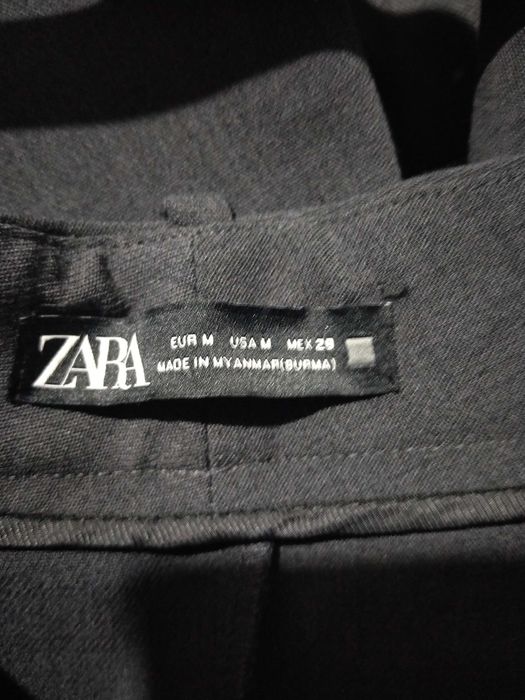 ZARA
EUR M USA M MEX 28
MADE IN MYANMAR(BURMA)